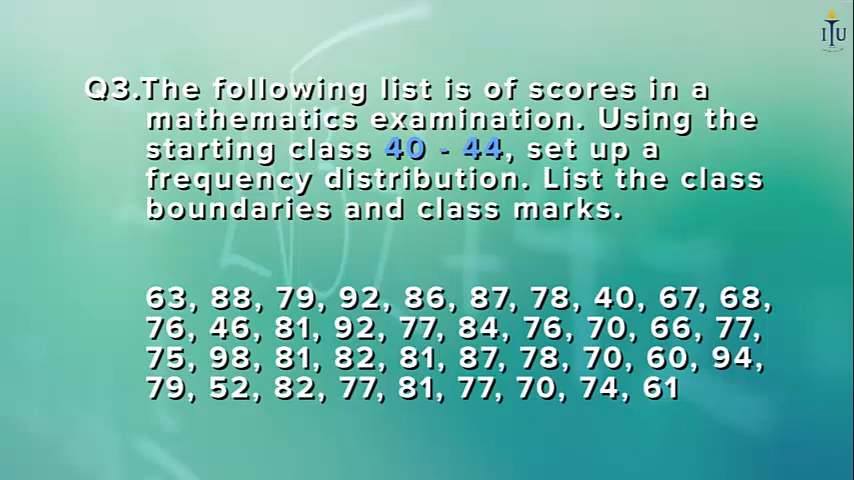 ITU
Q3.The following list is of scores in a
mathematics examination. Using the
starting class 40 - 44, set up a
frequency distribution. List the class
boundaries and class marks.
63, 88, 79, 92, 86, 87, 78, 40, 67, 68,
76, 46, 81, 92, 77, 84, 76, 70, 66, 77,
75, 98, 81, 82, 81, 87, 78, 70, 60, 94,
79, 52, 82, 77, 81, 77, 70, 74, 61